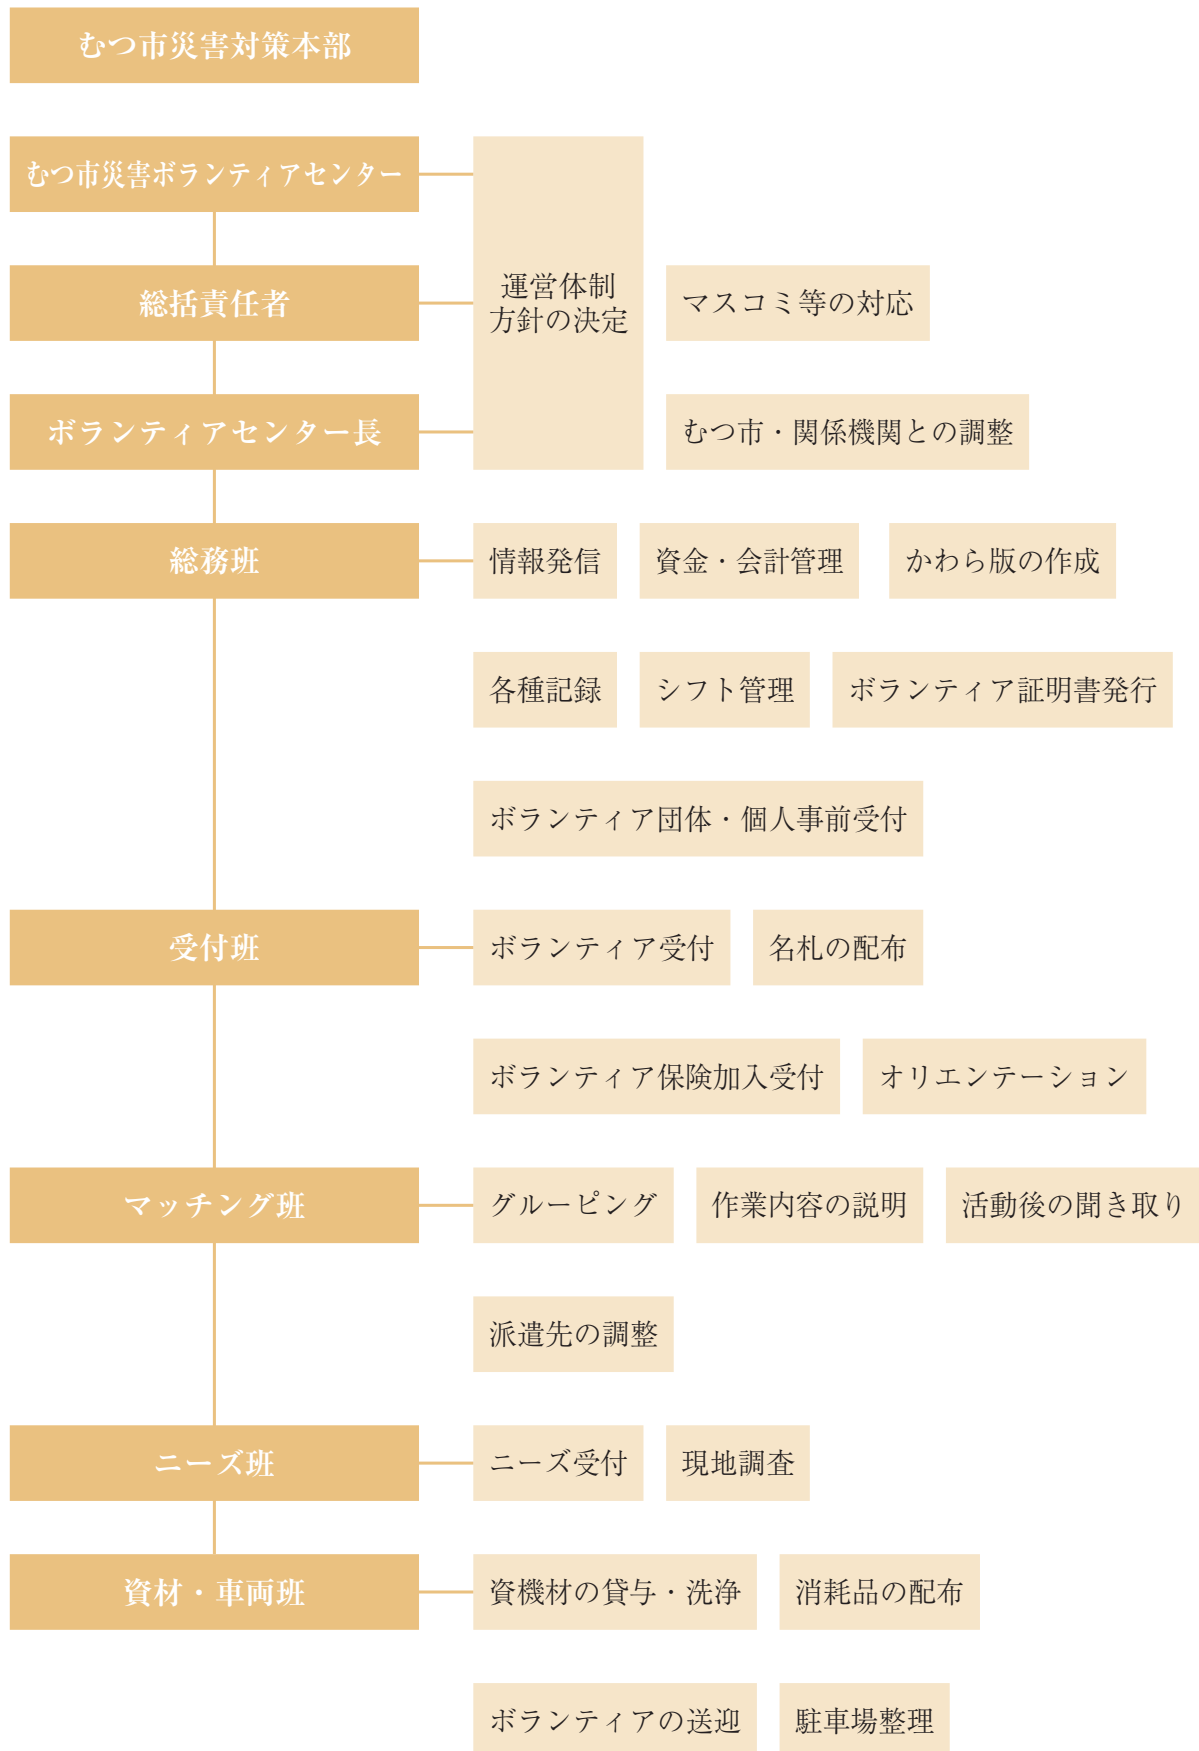 むつ市災害対策本部
むつ市災害ボランティアセンター
運営体制
方針の決定
総括責任者
マスコミ等の対応
ボランティアセンター長
むつ市・関係機関との調整
総務班
情報発信
資金・会計管理
かわら版の作成
各種記録
シフト管理
ボランティア証明書発行
ボランティア団体・個人事前受付
受付班
ボランティア受付
名札の配布
ボランティア保険加入受付
オリエンテーション
マッチング班
グルーピング
作業内容の説明
活動後の聞き取り
派遣先の調整
ニーズ班
ニーズ受付
現地調査
資材・車両班
資機材の貸与・洗浄
消耗品の配布
ボランティアの送迎
駐車場整理